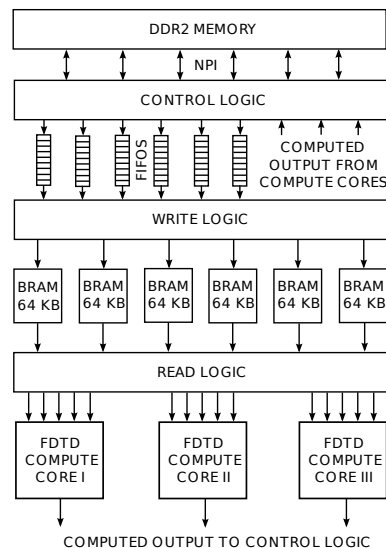 DDR2 MEMORY
NPI
CONTROL LOGIC
FIFOS
COMPUTED
OUTPUT FROM
COMPUTE CORES
WRITE LOGIC
BRAM BRAM BRAM BRAM BRAM BRAM
64 KB 64 KB 64 KB 64 KB 64 KB 64 KB
READ LOGIC
FDTD FDTD FDTD
COMPUTE COMPUTE COMPUTE
CORE I CORE II CORE III
COMPUTED OUTPUT TO CONTROL LOGIC